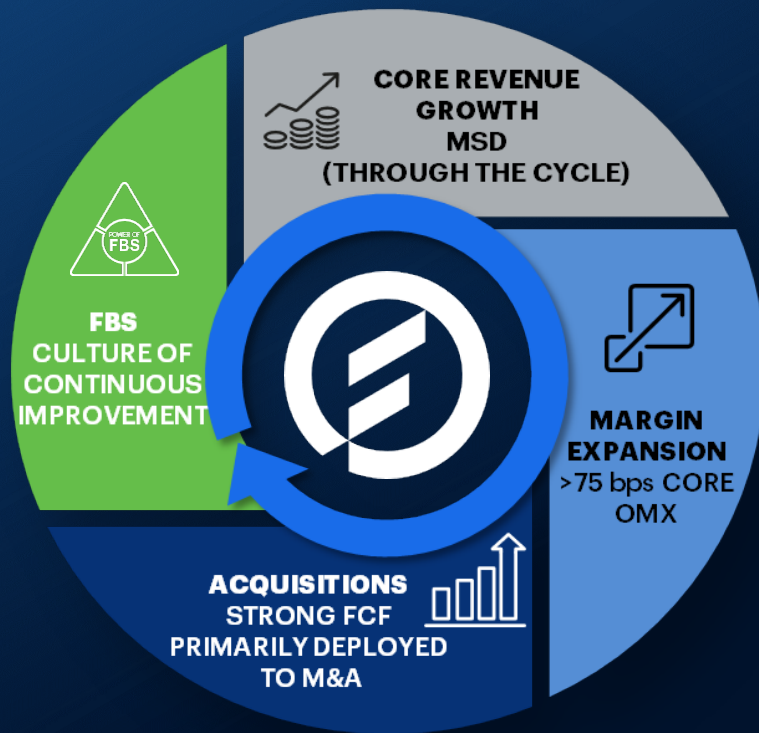 CORE REVENUE
GROWTH
MSD
(THROUGH THE CYCLE)
MARGIN
EXPANSION
>75 bps CORE
OMX
ACQUISITIONS
STRONG FCF
PRIMARILY DEPLOYED
TO M&A
POWER OF
FBS
FBS
CULTURE OF
CONTINUOUS
IMPROVEMENT